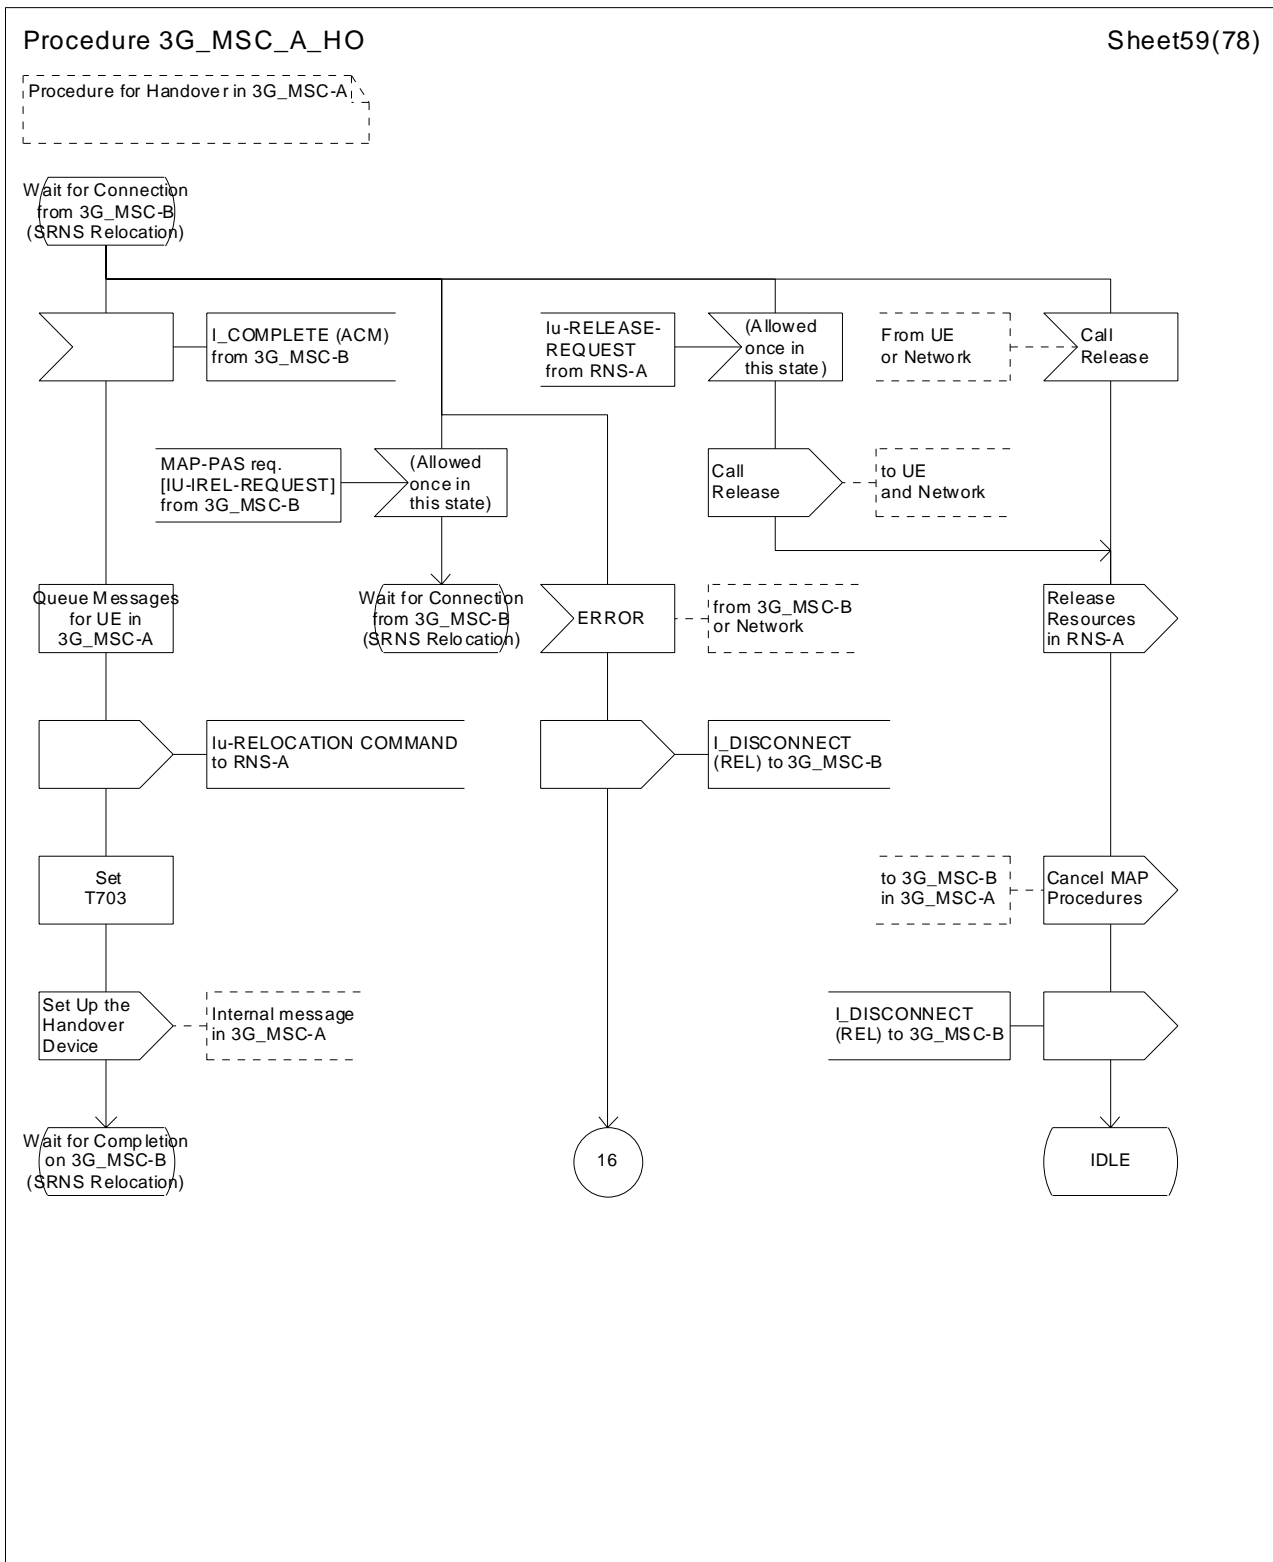 Procedure 3G_MSC_A_HO
Sheet59(78)
Procedure for Handover in 3G_MSC-A
Wait for Connection
from 3G_MSC-B
(SRNS Relocation)
I_COMPLETE (ACM)
from 3G_MSC-B
Iu-RELEASE-
REQUEST
from RNS-A
(Allowed
once in
this state)
From UE
or Network
Call
Release
MAP-PAS req.
[IU-IREL-REQUEST]
from 3G_MSC-B
(Allowed
once in
this state)
Call
Release
to UE
and Network
Queue Messages
for UE in
3G_MSC-A
Wait for Connection
from 3G_MSC-B
(SRNS Relocation)
ERROR
from 3G_MSC-B
or Network
Release
Resources
in RNS-A
Iu-RELOCATION COMMAND
to RNS-A
I_DISCONNECT
(REL) to 3G_MSC-B
Set
T703
to 3G_MSC-B
in 3G_MSC-A
Cancel MAP
Procedures
Set Up the
Handover
Device
Internal message
in 3G_MSC-A
I_DISCONNECT
(REL) to 3G_MSC-B
Wait for Completion
on 3G_MSC-B
(SRNS Relocation)
16
IDLE